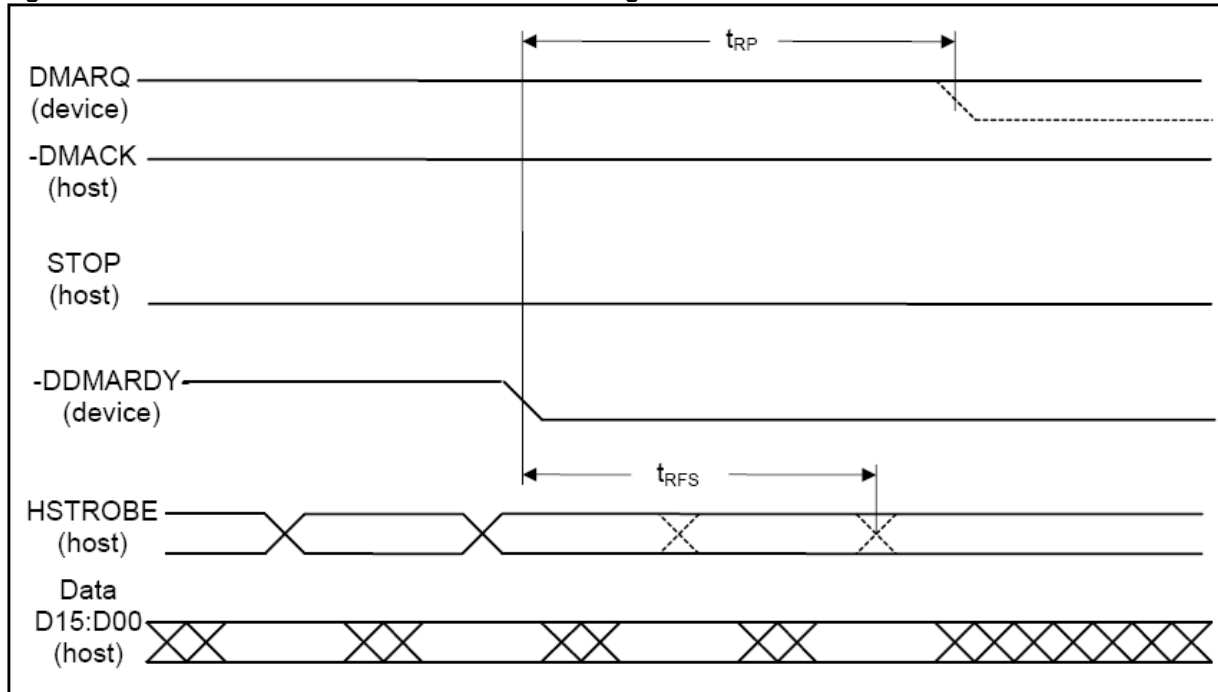 tRP
DMARQ
(device)
-DMACK
(host)
STOP
(host)
-DDMARDY
(device)
tRFS
HSTROBE
(host)
Data
D15:D00
(host)